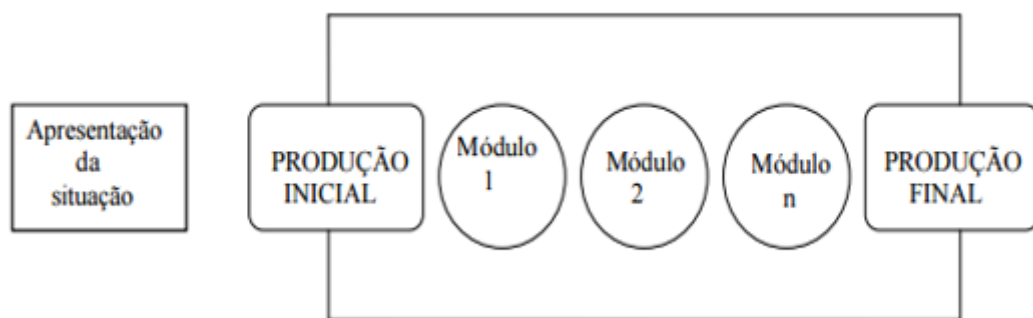 Apresentação
da
situação
PRODUÇÃO
INICIAL
Módulo
1
Módulo
2
Módulo
n
PRODUÇÃO
FINAL